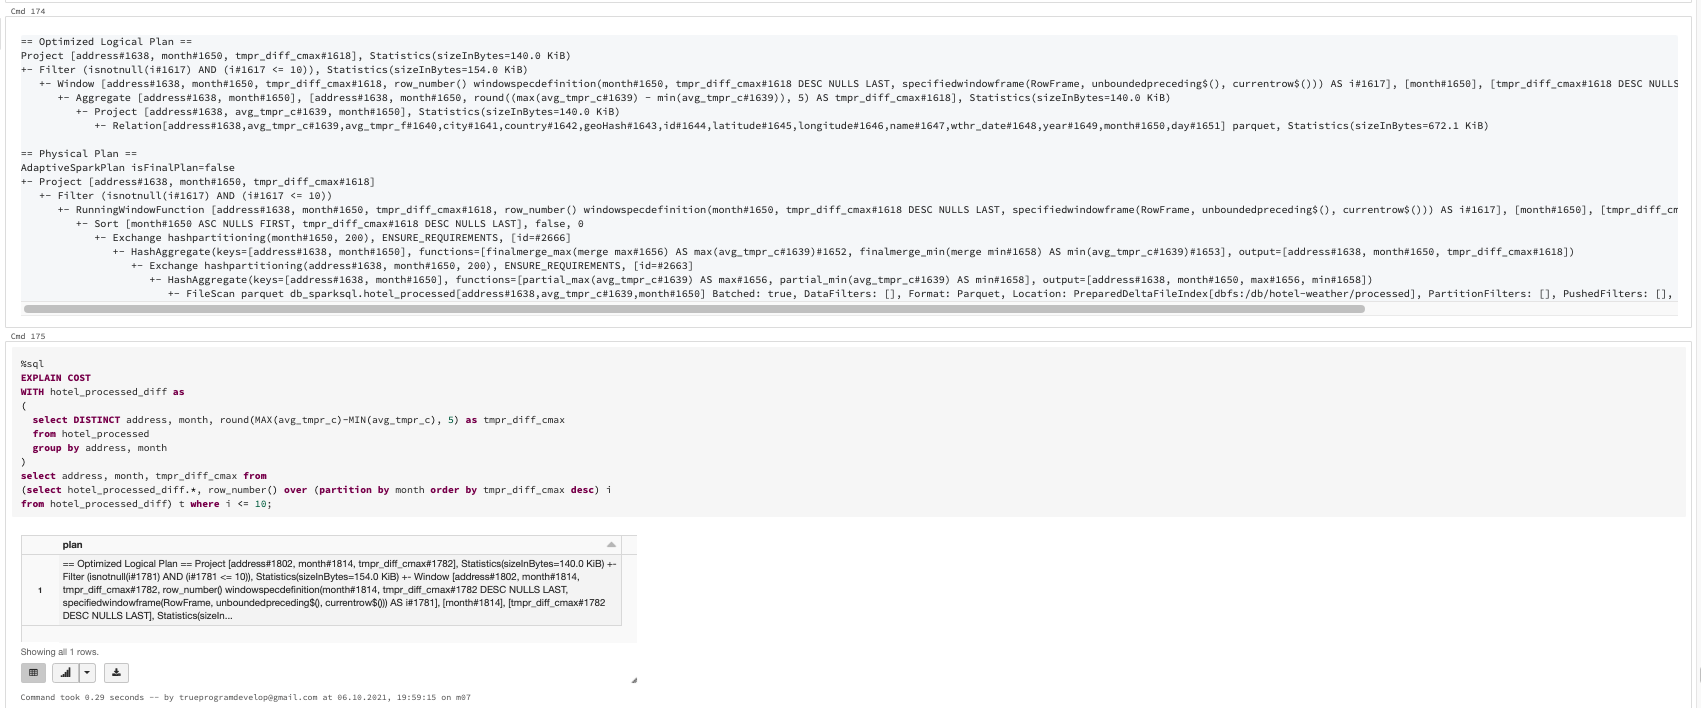 Cmd 174
== Optimized Logical Plan ==
Project [address#1638, month#1650, tmpr_diff_cmax#1618], Statistics(sizeInBytes=140.0 KiB)
+- Filter (isnotnull(i#1617) AND (i#1617 <= 10)), Statistics(sizeInBytes=154.0 KiB)
   +- Window [address#1638, month#1650, tmpr_diff_cmax#1618, row_number() windowspecdefinition(month#1650, tmpr_diff_cmax#1618 DESC NULLS LAST, specifiedwindowframe(RowFrame, unboundedpreceding$(), currentrow$())) AS i#1617], [month#1650], [tmpr_diff_cmax#1618 DESC NULLS
      +- Aggregate [address#1638, month#1650], [address#1638, month#1650, round((max(avg_tmpr_c#1639) - min(avg_tmpr_c#1639)), 5) AS tmpr_diff_cmax#1618], Statistics(sizeInBytes=140.0 KiB)
         +- Project [address#1638, avg_tmpr_c#1639, month#1650], Statistics(sizeInBytes=140.0 KiB)
            +- Relation[address#1638,avg_tmpr_c#1639,avg_tmpr_f#1640,city#1641,country#1642,geoHash#1643,id#1644,latitude#1645,longitude#1646,name#1647,wthr_date#1648,year#1649,month#1650,day#1651] parquet, Statistics(sizeInBytes=672.1 KiB)
== Physical Plan ==
AdaptiveSparkPlan isFinalPlan=false
+- Project [address#1638, month#1650, tmpr_diff_cmax#1618]
   +- Filter (isnotnull(i#1617) AND (i#1617 <= 10))
      +- RunningWindowFunction [address#1638, month#1650, tmpr_diff_cmax#1618, row_number() windowspecdefinition(month#1650, tmpr_diff_cmax#1618 DESC NULLS LAST, specifiedwindowframe(RowFrame, unboundedpreceding$(), currentrow$())) AS i#1617], [month#1650], [tmpr_diff_cm
         +- Sort [month#1650 ASC NULLS FIRST, tmpr_diff_cmax#1618 DESC NULLS LAST], false, 0
            +- Exchange hashpartitioning(month#1650, 200), ENSURE_REQUIREMENTS, [id=#2666]
               +- HashAggregate(keys=[address#1638, month#1650], functions=[finalmerge_max(merge max#1656) AS max(avg_tmpr_c#1639)#1652, finalmerge_min(merge min#1658) AS min(avg_tmpr_c#1639)#1653], output=[address#1638, month#1650, tmpr_diff_cmax#1618])
                  +- Exchange hashpartitioning(address#1638, month#1650, 200), ENSURE_REQUIREMENTS, [id=#2663]
                     +- HashAggregate(keys=[address#1638, month#1650], functions=[partial_max(avg_tmpr_c#1639) AS max#1656, partial_min(avg_tmpr_c#1639) AS min#1658], output=[address#1638, month#1650, max#1656, min#1658])
                        +- FileScan parquet db_sparksql.hotel_processed[address#1638,avg_tmpr_c#1639,month#1650] Batched: true, DataFilters: [], Format: Parquet, Location: PreparedDeltaFileIndex[dbfs:/db/hotel-weather/processed], PartitionFilters: [], PushedFilters: [],
Cmd 175
%sql
EXPLAIN COST
WITH hotel_processed_diff as
(
  select DISTINCT address, month, round(MAX(avg_tmpr_c)-MIN(avg_tmpr_c), 5) as tmpr_diff_cmax
  from hotel_processed
  group by address, month
)
select address, month, tmpr_diff_cmax from
(select hotel_processed_diff.*, row_number() over (partition by month order by tmpr_diff_cmax desc) i
from hotel_processed_diff) t where i <= 10;
plan
1
== Optimized Logical Plan == Project [address#1802, month#1814, tmpr_diff_cmax#1782], Statistics(sizeInBytes=140.0 KiB) +-
Filter (isnotnull(i#1781) AND (i#1781 <= 10)), Statistics(sizeInBytes=154.0 KiB) +- Window [address#1802, month#1814,
tmpr_diff_cmax#1782, row_number() windowspecdefinition(month#1814, tmpr_diff_cmax#1782 DESC NULLS LAST,
specifiedwindowframe(RowFrame, unboundedpreceding$(), currentrow$())) AS i#1781], [month#1814], [tmpr_diff_cmax#1782
DESC NULLS LAST], Statistics(sizeIn...
Showing all 1 rows.
Command took 0.29 seconds -- by trueprogramdevelop@gmail.com at 06.10.2021, 19:59:15 on m07